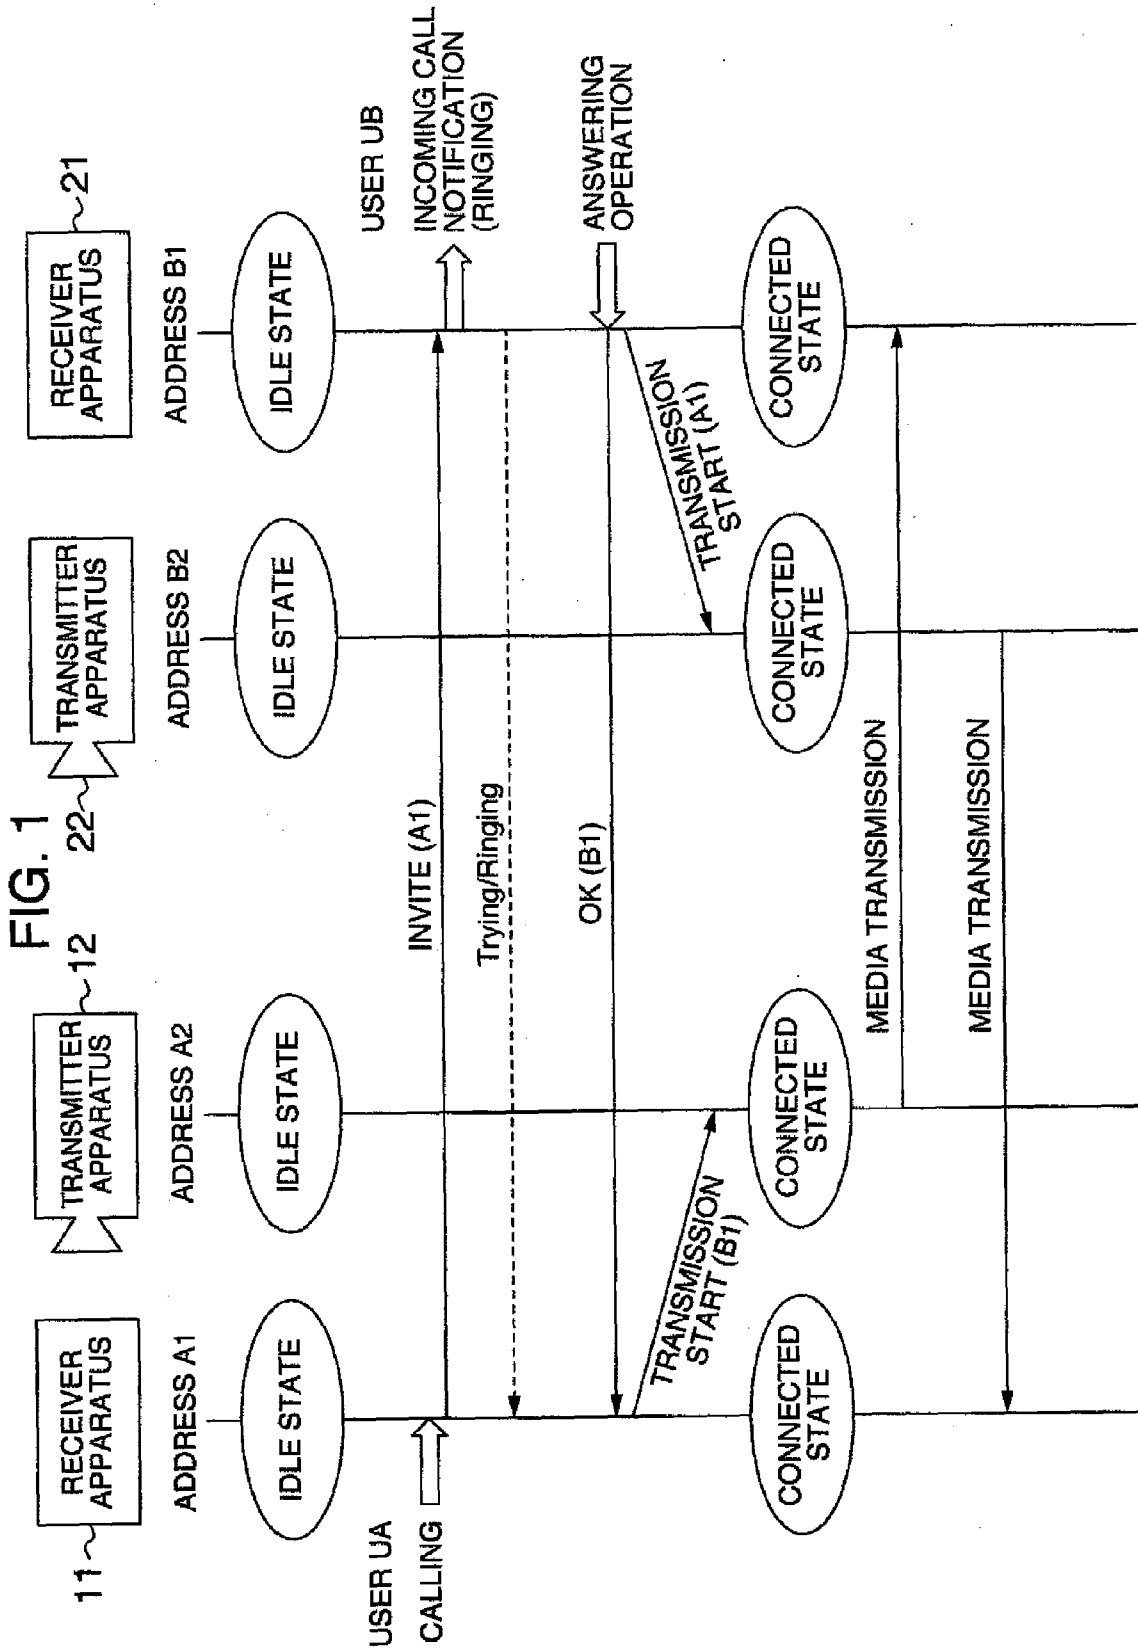 FIG. 1
11
RECEIVER
APPARATUS
ADDRESS A1
12
TRANSMITTER
APPARATUS
ADDRESS A2
22
TRANSMITTER
APPARATUS
ADDRESS B2
21
RECEIVER
APPARATUS
ADDRESS B1
IDLE STATE
IDLE STATE
IDLE STATE
IDLE STATE
USER UA
CALLING
USER UB
INCOMING CALL
NOTIFICATION
(RINGING)
INVITE (A1)
Trying/Ringing
ANSWERING
OPERATION
OK (B1)
TRANSMISSION
START (B1)
TRANSMISSION
START (A1)
CONNECTED
STATE
CONNECTED
STATE
CONNECTED
STATE
CONNECTED
STATE
MEDIA TRANSMISSION
MEDIA TRANSMISSION